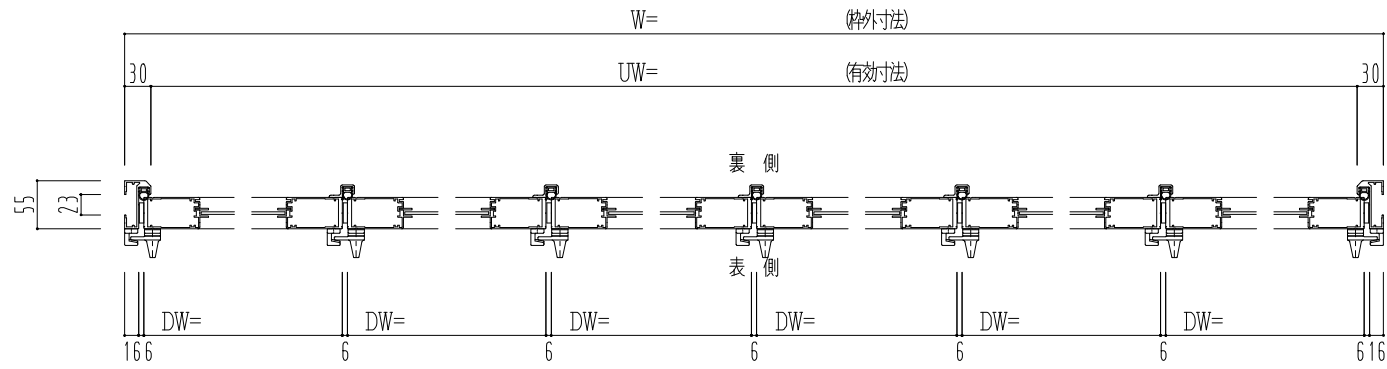 W= (枠外寸法)
30 UW= (有効寸法) 30
裏 側
55 23
表 側
DW= DW= DW= DW= DW= DW=
16 6 6 6 6 6 6 6 16